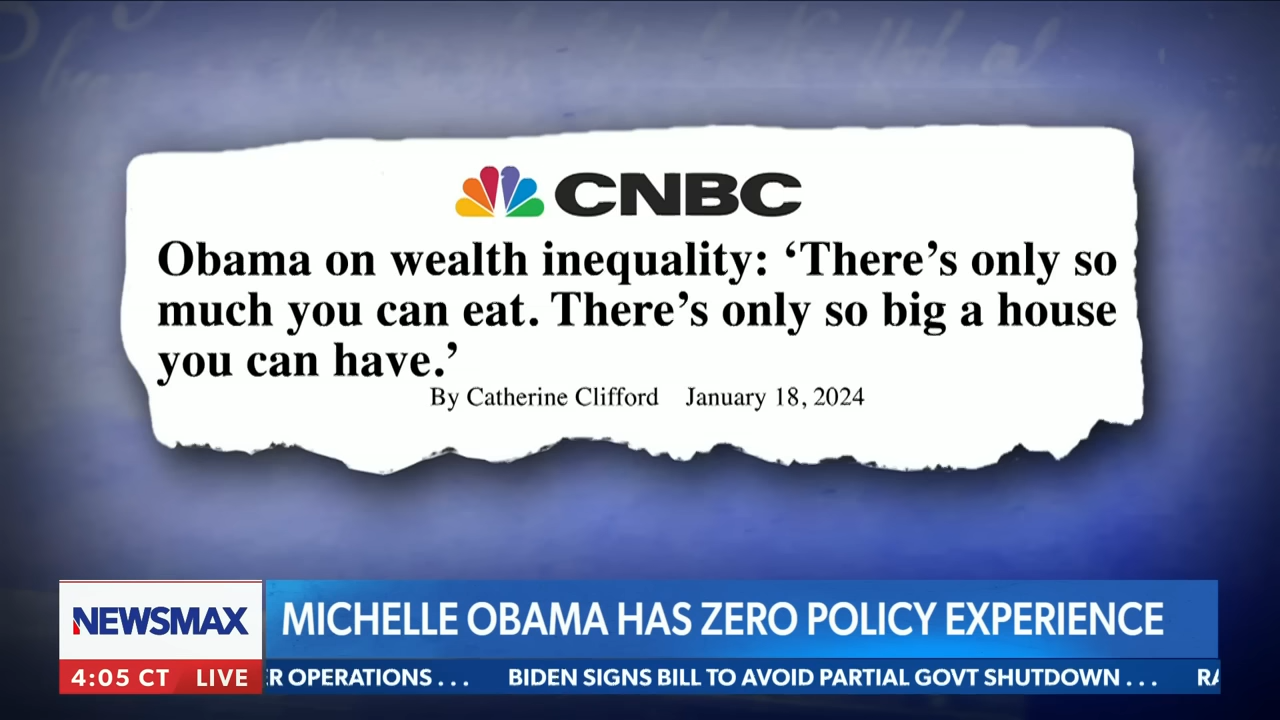 CNBC
Obama on wealth inequality: ‘There’s only so
much you can eat. There’s only so big a house
you can have.’
By Catherine Clifford January 18, 2024
NEWSMAX
MICHELLE OBAMA HAS ZERO POLICY EXPERIENCE
4:05 CT LIVE
R OPERATIONS . . . BIDEN SIGNS BILL TO AVOID PARTIAL GOVT SHUTDOWN . . . RA